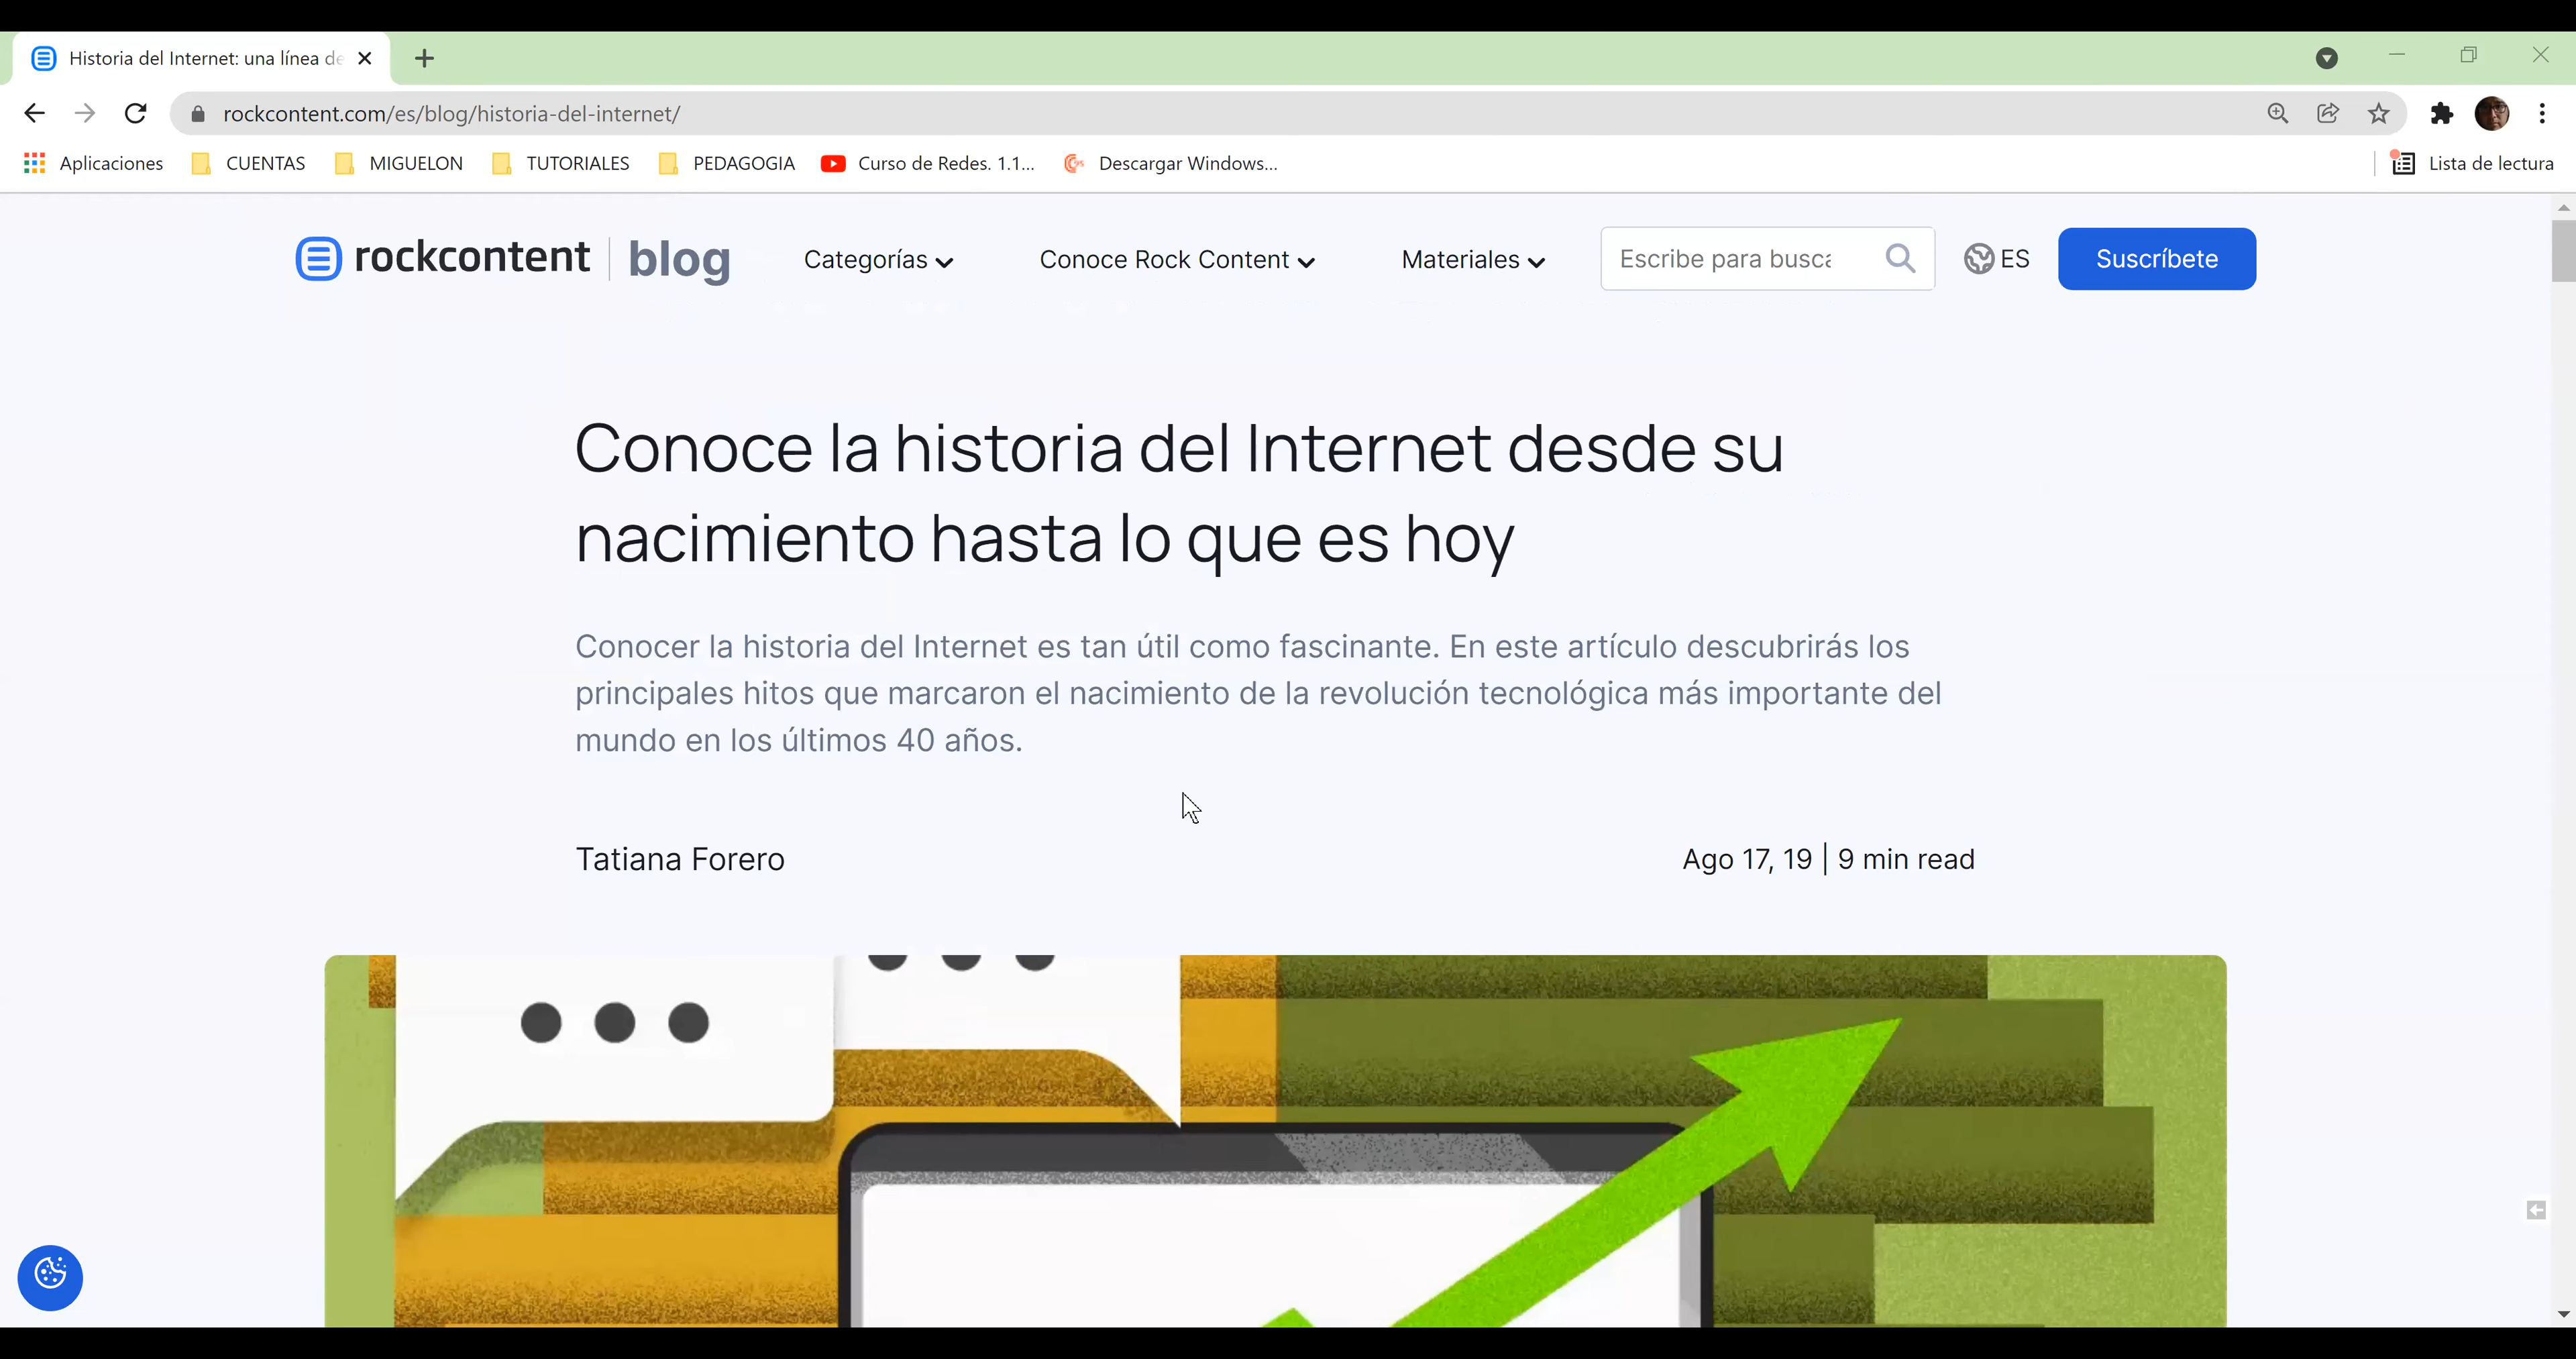 Historia del Internet: una línea de
rockcontent.com/es/blog/historia-del-internet/
Aplicaciones CUENTAS MIGUELON TUTORIALES PEDAGOGIA Curso de Redes. 1.1... Descargar Windows... Lista de lectura
rockcontent blog Categorías Conoce Rock Content Materiales Escribe para busca ES Suscríbete
Conoce la historia del Internet desde su
nacimiento hasta lo que es hoy
Conocer la historia del Internet es tan útil como fascinante. En este artículo descubrirás los
principales hitos que marcaron el nacimiento de la revolución tecnológica más importante del
mundo en los últimos 40 años.
Tatiana Forero Ago 17, 19 | 9 min read